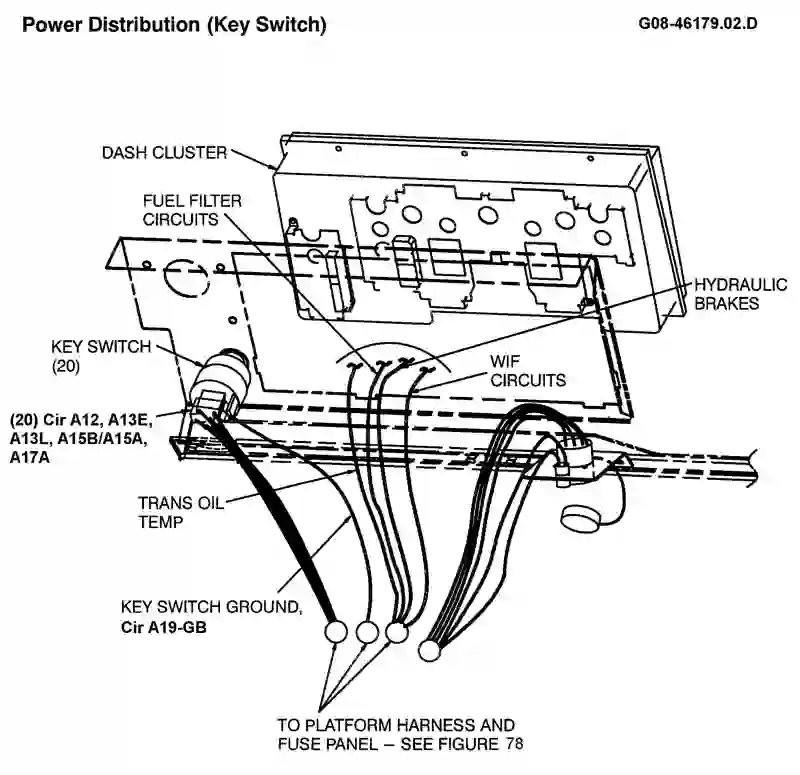 Power Distribution (Key Switch)
G08-46179.02.D
DASH CLUSTER
FUEL FILTER
CIRCUITS
HYDRAULIC
BRAKES
KEY SWITCH
(20)
WIF
CIRCUITS
(20) Cir A12, A13E,
A13L, A15B/A15A,
A17A
TRANS OIL
TEMP
KEY SWITCH GROUND,
Cir A19-GB
TO PLATFORM HARNESS AND
FUSE PANEL – SEE FIGURE 78